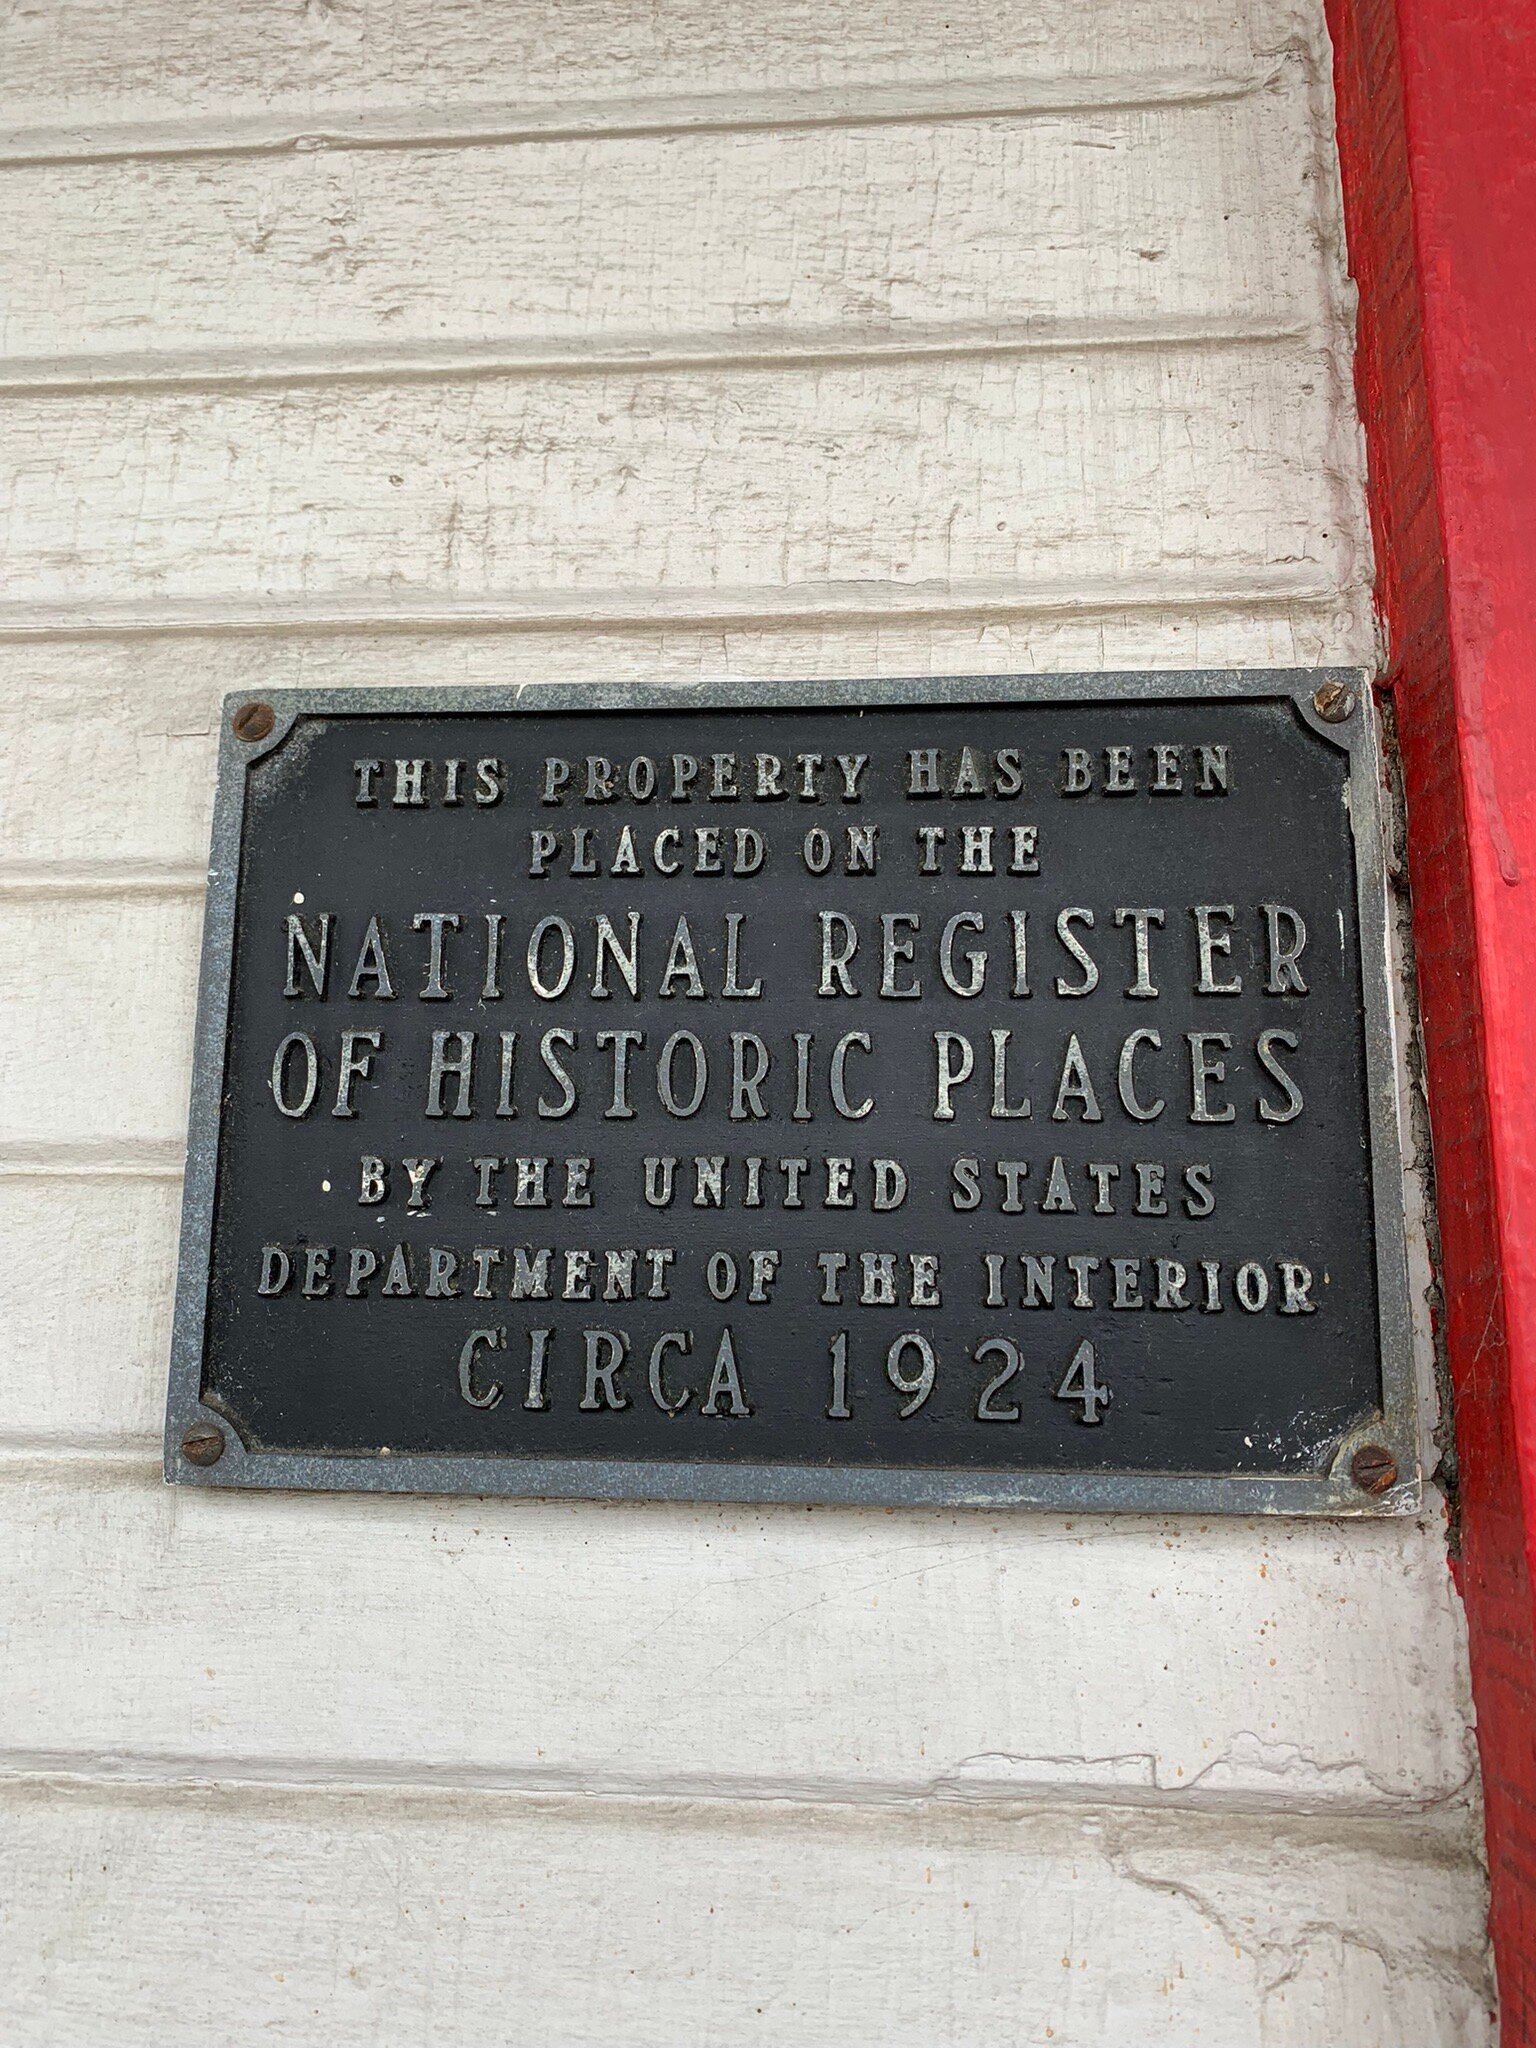 THIS PROPERTY HAS BEEN
PLACED ON THE
NATIONAL REGISTER
OF HISTORIC PLACES
BY THE UNITED STATES
DEPARTMENT OF THE INTERIOR
CIRCA 1924